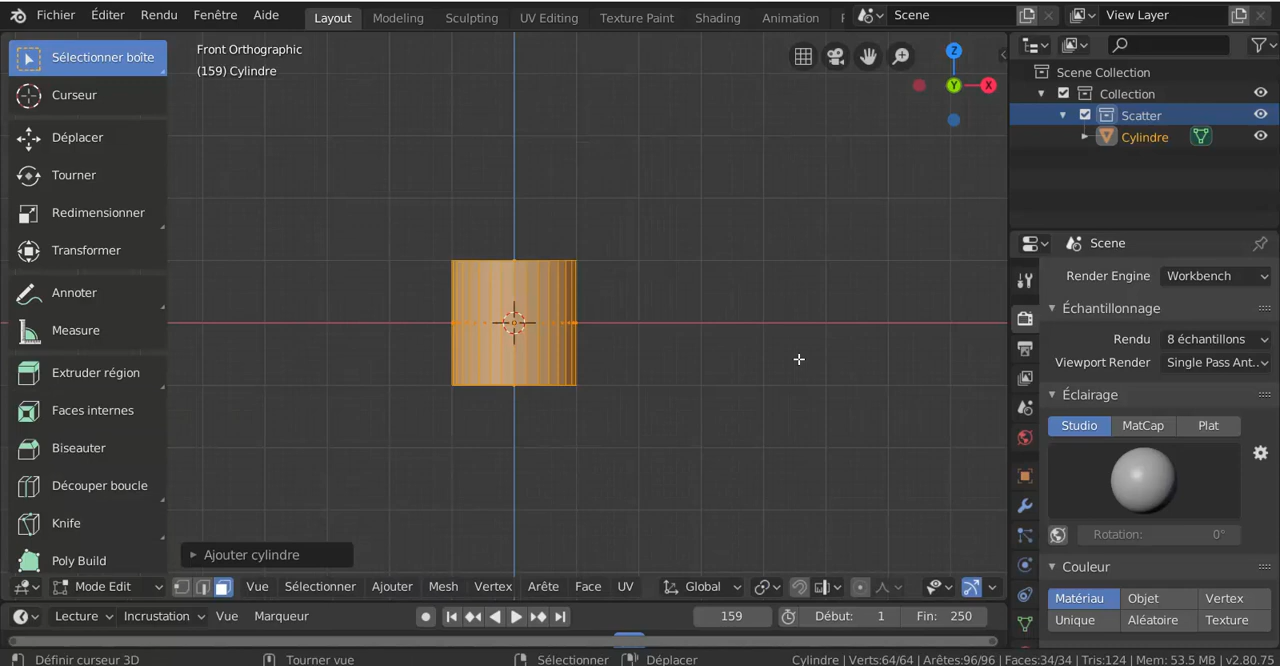 Fichier Éditer Rendu Fenêtre Aide Layout Modeling Sculpting UV Editing Texture Paint Shading Animation Scene View Layer
Sélectionner boîte
Curseur
Déplacer
Tourner
Redimensionner
Transformer
Annoter
Measure
Extruder région
Faces internes
Biseauter
Découper boucle
Knife
Poly Build
Front Orthographic
(159) Cylindre
Z
Y
X
Ajouter cylindre
Mode Edit Vue Sélectionner Ajouter Mesh Vertex Arête Face UV Global
Scene Collection
Collection
Scatter
Cylindre
Scene
Render Engine Workbench
Échantillonnage
Rendu 8 échantillons
Viewport Render Single Pass Ant..
Éclairage
Studio MatCap Plat
Rotation: 0°
Couleur
Matériau Objet Vertex
Unique Aléatoire Texture
Lecture Incrustation Vue Marqueur 159 Début: 1 Fin: 250
Définir curseur 3D Tourner vue Sélectionner Déplacer Cylindre | Verts:64/64 | Arêtes:96/96 | Faces:34/34 | Tris:124 | Mem: 53.5 MB | v2.80.75